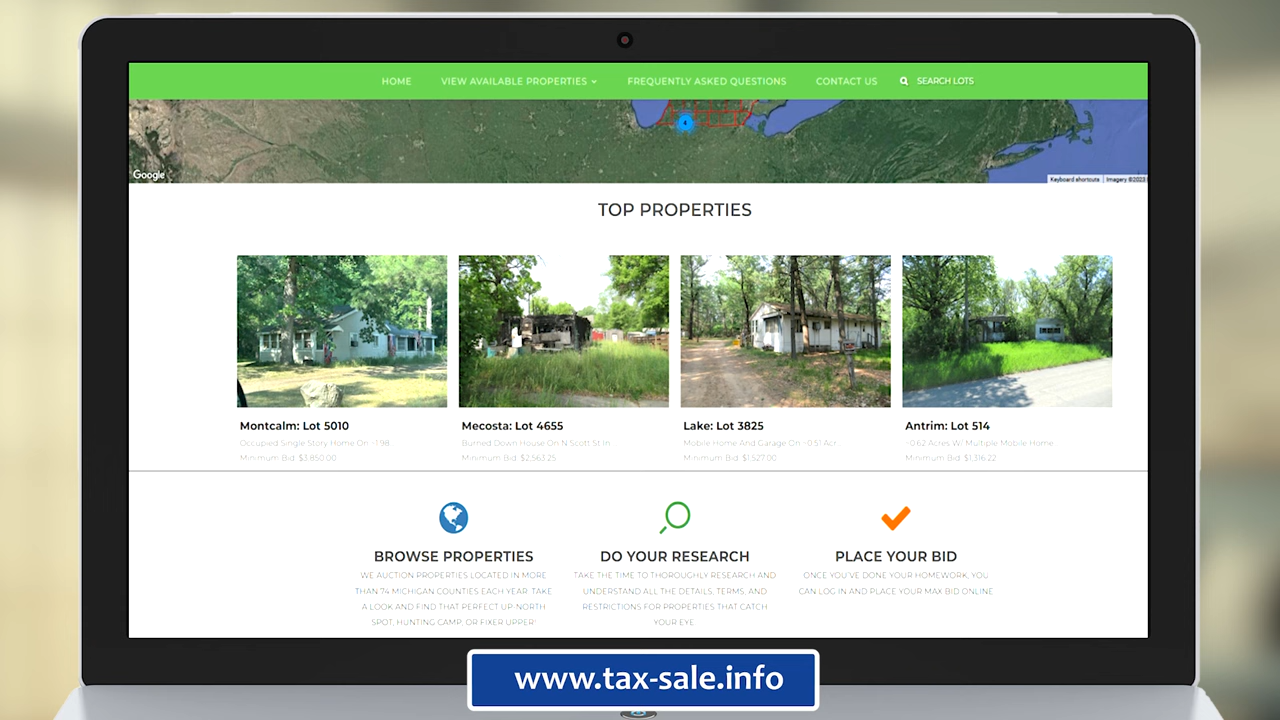 HOME VIEW AVAILABLE PROPERTIES FREQUENTLY ASKED QUESTIONS CONTACT US SEARCH LOTS
Google
Keyboard shortcuts Imagery ©2023
TOP PROPERTIES
Montcalm: Lot 5010
Occupied Single Story Home On ~1.98
Minimum Bid: $3,850.00
Mecosta: Lot 4655
Burned Down House On N Scott St In
Minimum Bid: $2,563.25
Lake: Lot 3825
Mobile Home And Garage On ~0.51 Acr
Minimum Bid: $1,527.00
Antrim: Lot 514
~0.62 Acres W/ Multiple Mobile Home
Minimum Bid: $1,316.22
BROWSE PROPERTIES
WE AUCTION PROPERTIES LOCATED IN MORE
THAN 74 MICHIGAN COUNTIES EACH YEAR. TAKE
A LOOK AND FIND THAT PERFECT UP-NORTH
SPOT, HUNTING CAMP, OR FIXER UPPER!
DO YOUR RESEARCH
TAKE THE TIME TO THOROUGHLY RESEARCH AND
UNDERSTAND ALL THE DETAILS, TERMS, AND
RESTRICTIONS FOR PROPERTIES THAT CATCH
YOUR EYE.
PLACE YOUR BID
ONCE YOU'VE DONE YOUR HOMEWORK, YOU
CAN LOG IN AND PLACE YOUR MAX BID ONLINE
www.tax-sale.info